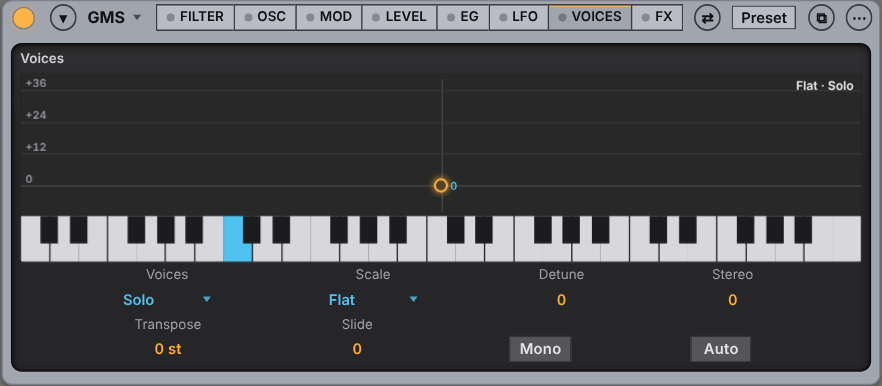 GMS FILTER OSC MOD LEVEL EG LFO VOICES FX Preset
Voices
+36 Flat · Solo
+24
+12
0 0
Voices Scale Detune Stereo
Solo Flat 0 0
Transpose Slide
0 st 0 Mono Auto